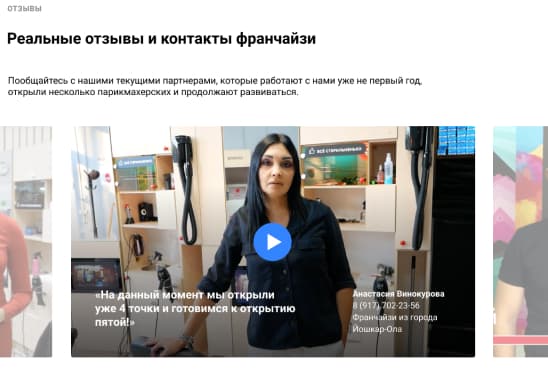 ОТЗЫВЫ
Реальные отзывы и контакты франчайзи
Пообщайтесь с нашими текущими партнерами, которые работают с нами уже не первый год,
открыли несколько парикмахерских и продолжают развиваться.
ВСЁ СТЕРИЛЬНЕНЬКО
«На данный момент мы открыли
уже 4 точки и готовимся к открытию
пятой!»
Анастасия Винокурова
8 (917) 702-23-56
Франчайзи из города
Йошкар-Ола
й